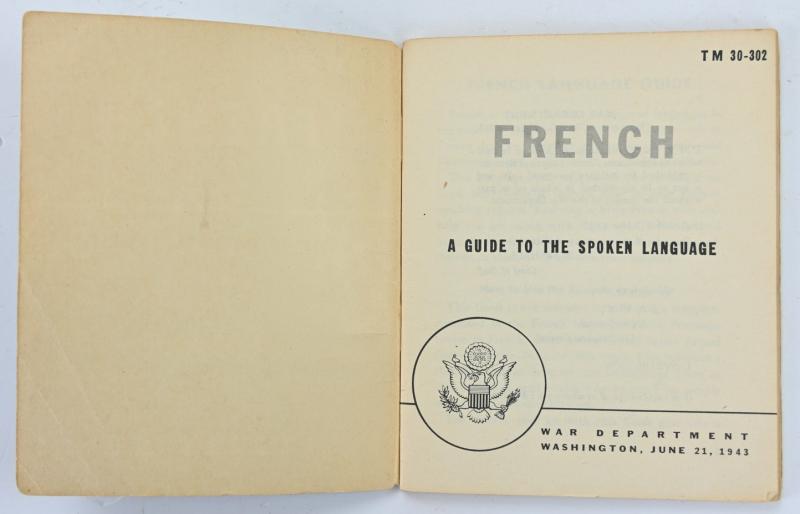 TM 30-302
FRENCH
A GUIDE TO THE SPOKEN LANGUAGE
WAR DEPARTMENT
WASHINGTON, JUNE 21, 1943